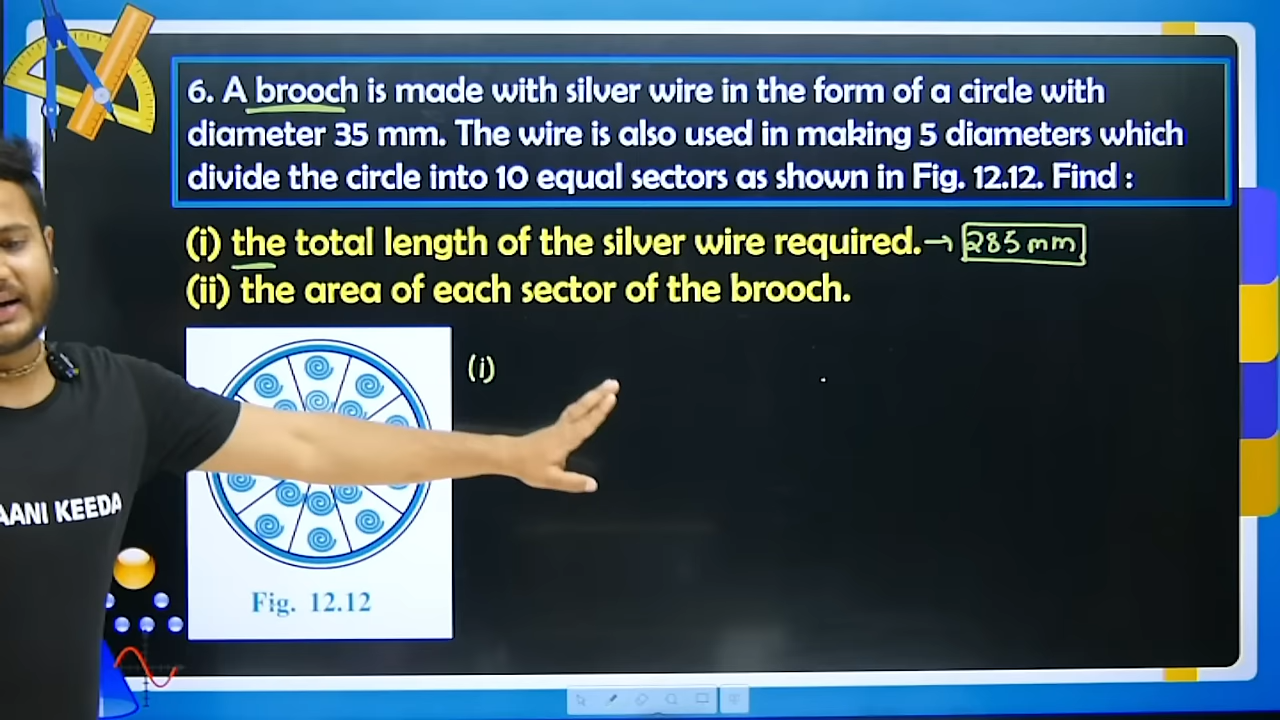 6. A brooch is made with silver wire in the form of a circle with
diameter 35 mm. The wire is also used in making 5 diameters which
divide the circle into 10 equal sectors as shown in Fig. 12.12. Find :
(i) the total length of the silver wire required. → 285 mm
(ii) the area of each sector of the brooch.
(i)
AANI KEEDA
Fig. 12.12